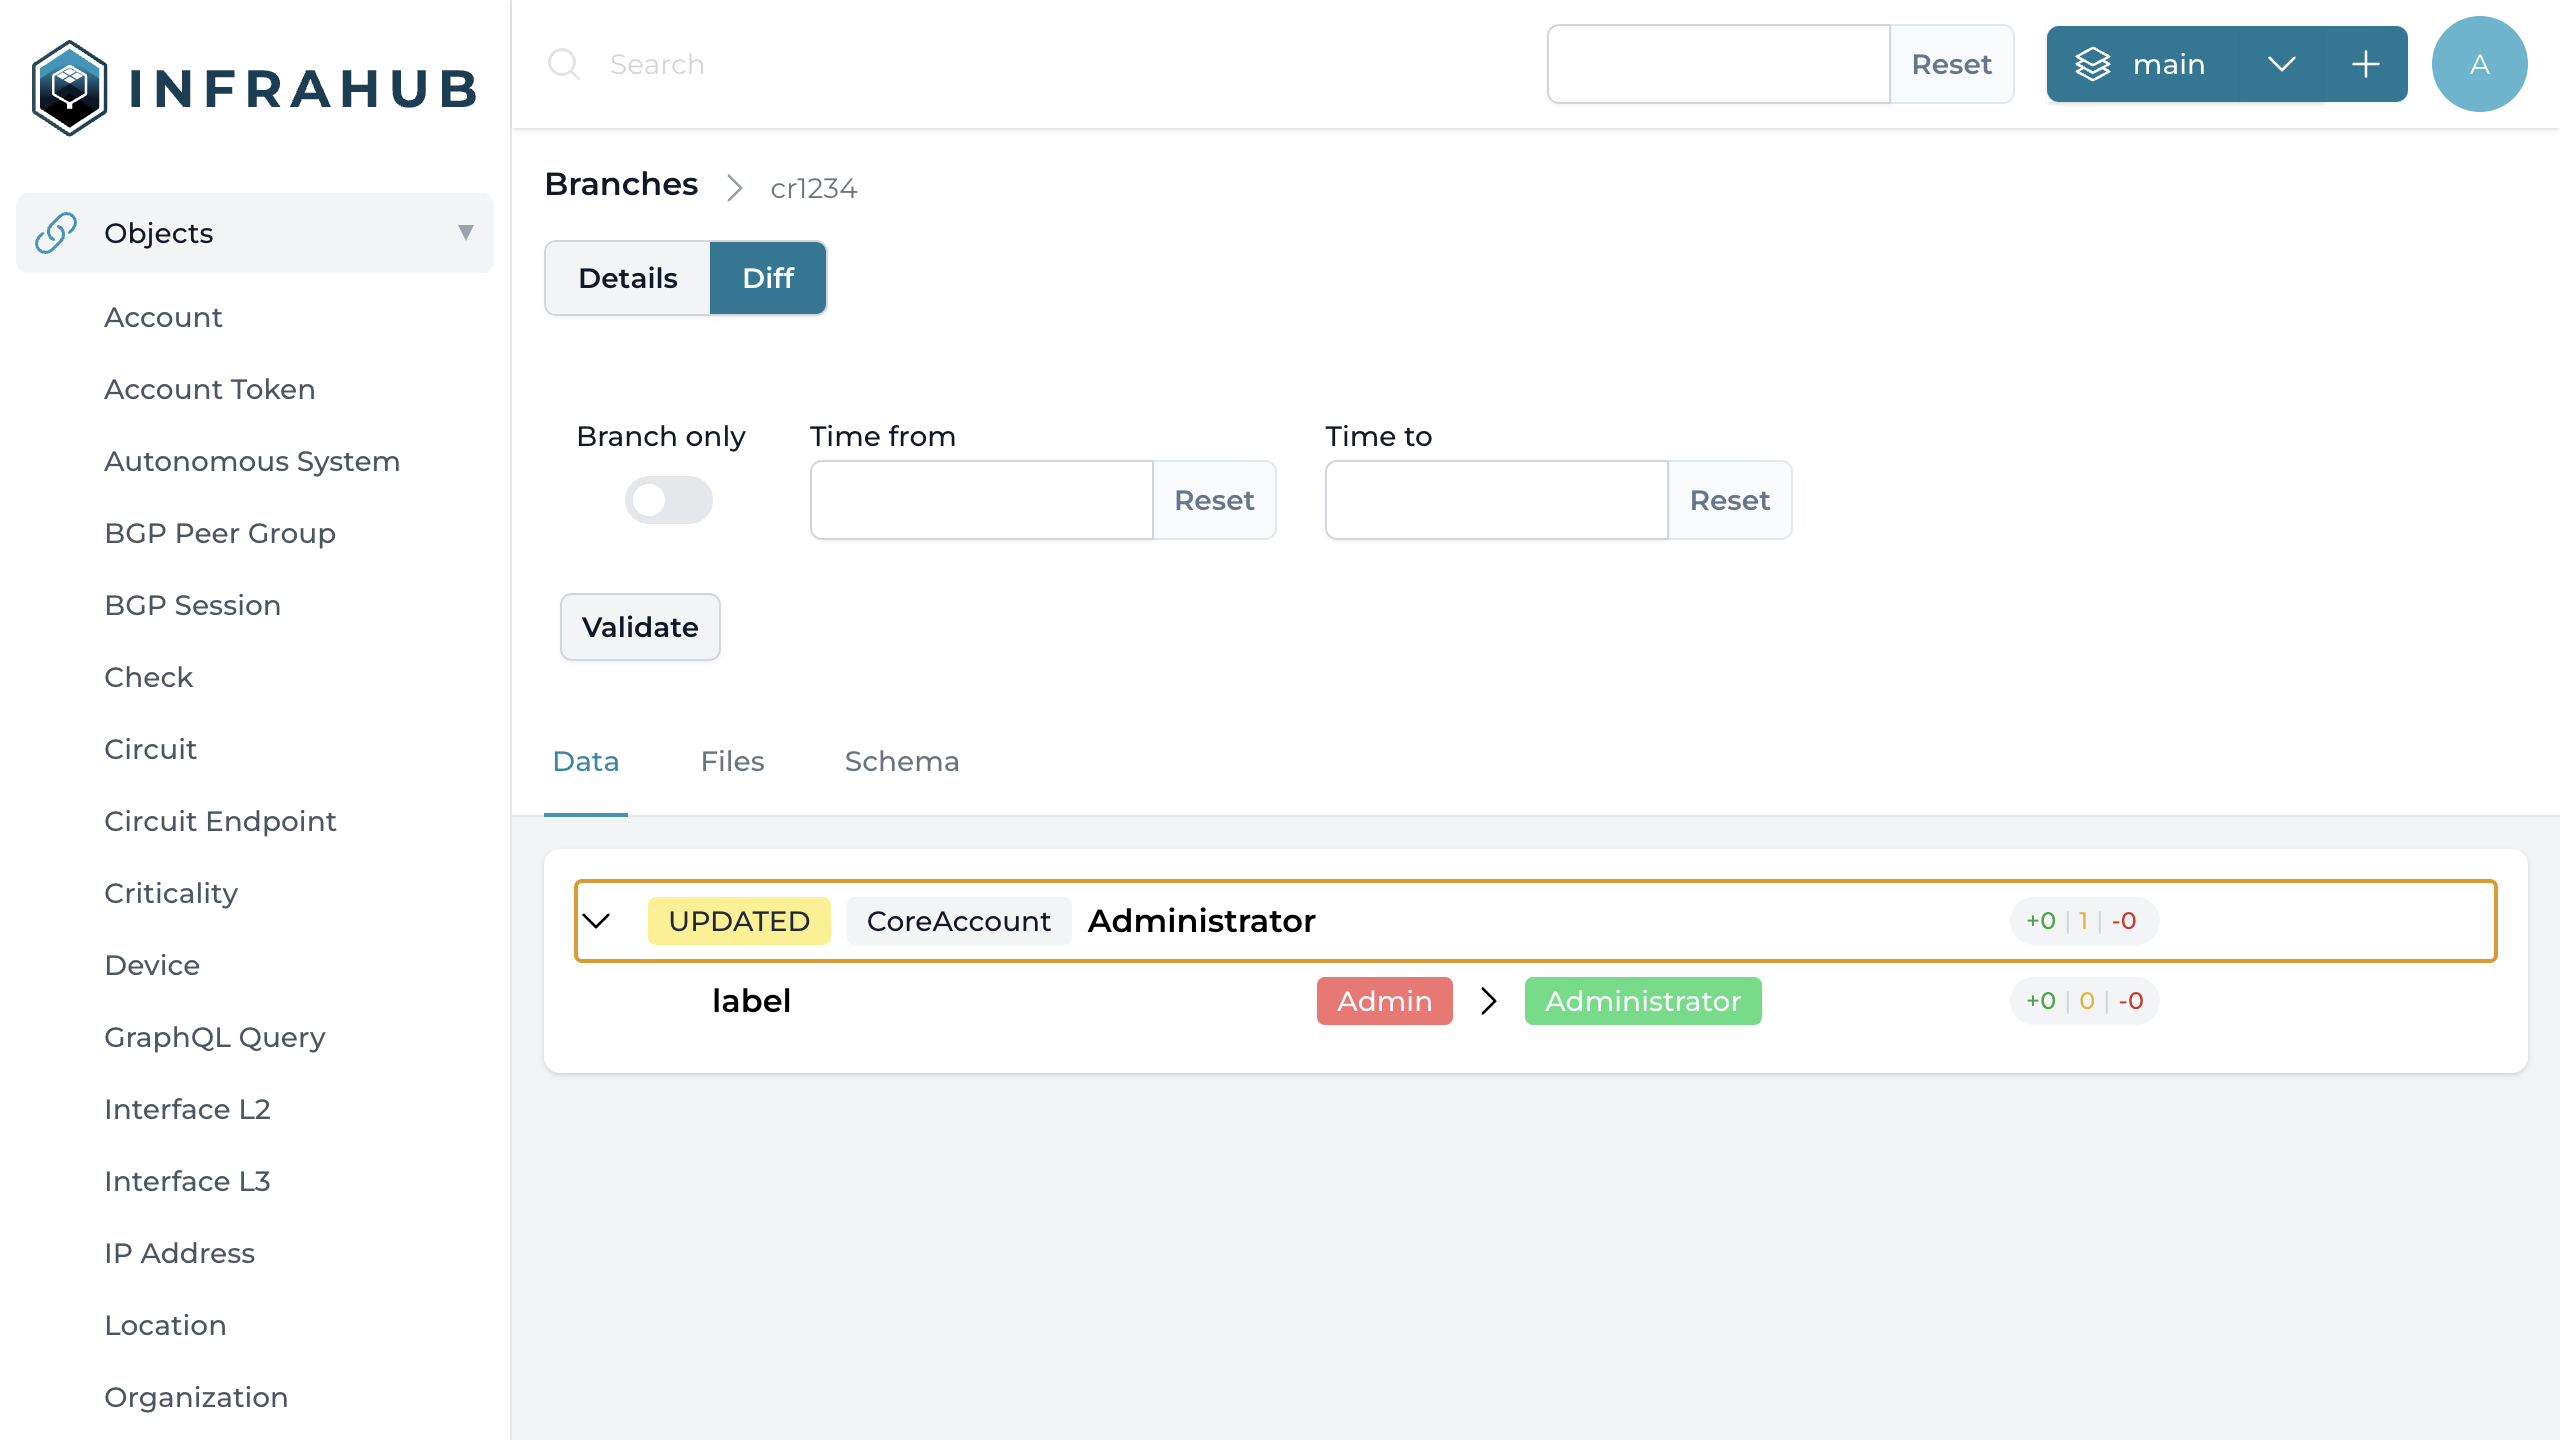 INFRAHUB
Search
Reset
main
A
Objects
Account
Account Token
Autonomous System
BGP Peer Group
BGP Session
Check
Circuit
Circuit Endpoint
Criticality
Device
GraphQL Query
Interface L2
Interface L3
IP Address
Location
Organization
Branches
cr1234
Details Diff
Branch only Time from Time to
Reset Reset
Validate
Data Files Schema
UPDATED CoreAccount Administrator +0 | 1 | -0
label Admin Administrator +0 | 0 | -0